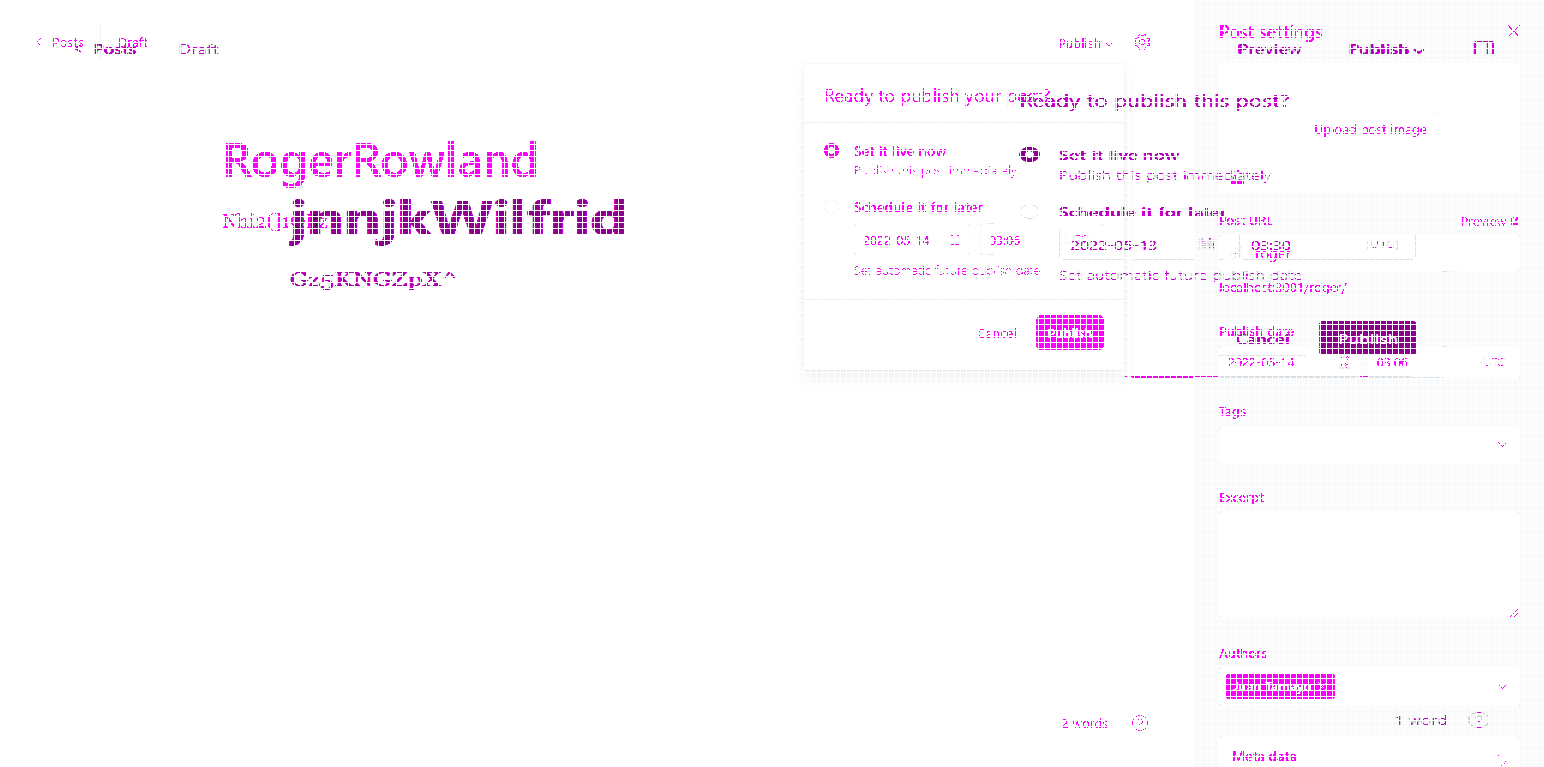 Posts Draft
Posts Draft
Publish
Post settings
Preview Publish
Ready to publish your post?
Ready to publish this post?
Upload post image
RogerRowland
Set it live now
Publish this post immediately
Set it live now
Publish this post immediately
Schedule it for later
Schedule it for later
jnnjkWilfrid
Post URL Preview
2022-05-14 03:06
2022-05-13 03:30 (UTC)
roger
Set automatic future publish date
Set automatic future publish date
GzgKNGZpX^
localhost:3001/roger/
Cancel Publish
Publish date
Cancel Publish
2022-05-14 03:06 UTC
Tags
Excerpt
Authors
2 words
1 word
Meta data